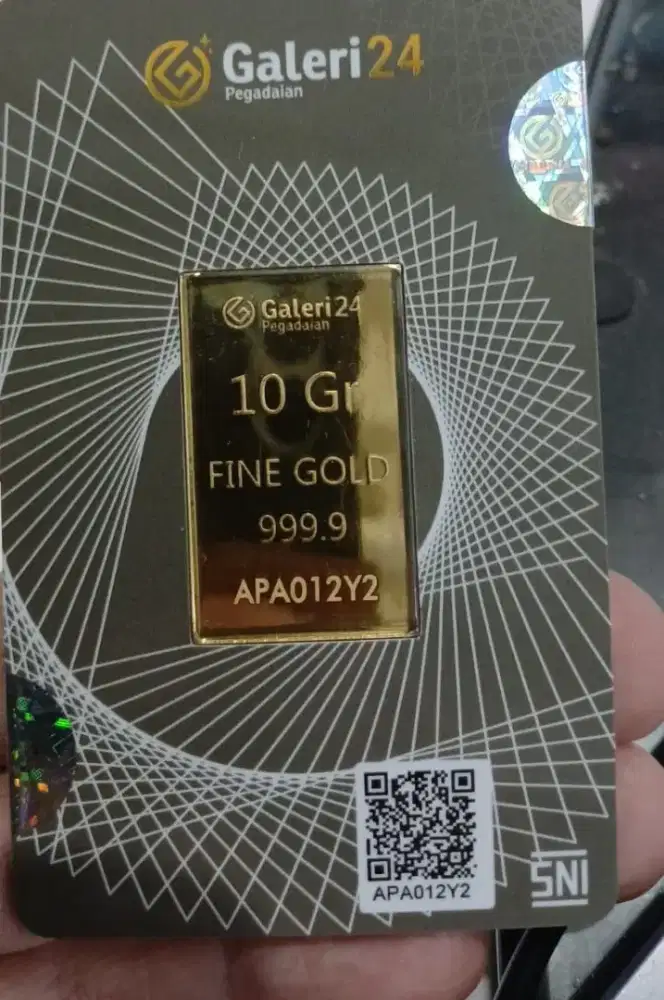 Galeri24
Pegadaian
Galeri24
Pegadaian
10 Gr
FINE GOLD
999.9
APA012Y2
APA012Y2
SNI